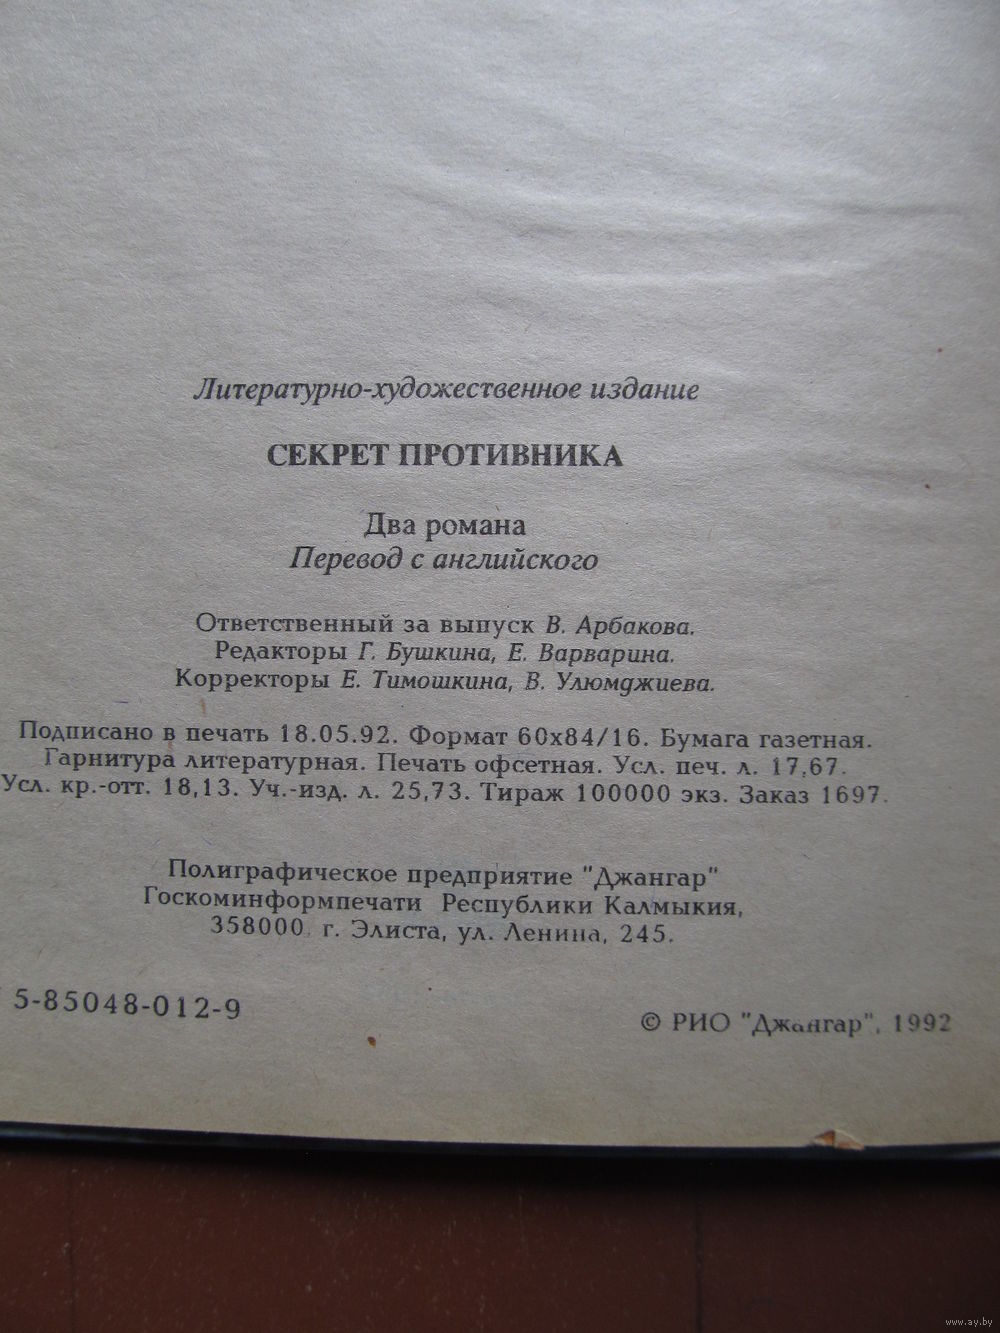 Литературно-художественное издание
СЕКРЕТ ПРОТИВНИКА
Два романа
Перевод с английского
Ответственный за выпуск В. Арбакова.
Редакторы Г. Бушкина, Е. Варварина.
Корректоры Е. Тимошкина, В. Улюмджиева.
Подписано в печать 18.05.92. Формат 60х84/16. Бумага газетная.
Гарнитура литературная. Печать офсетная. Усл. печ. л. 17,67.
Усл. кр.-отт. 18,13. Уч.-изд. л. 25,73. Тираж 100000 экз. Заказ 1697.
Полиграфическое предприятие "Джангар"
Госкоминформпечати Республики Калмыкия,
358000. г. Элиста, ул. Ленина, 245.
5-85048-012-9
© РИО "Джангар", 1992
www.ay.by